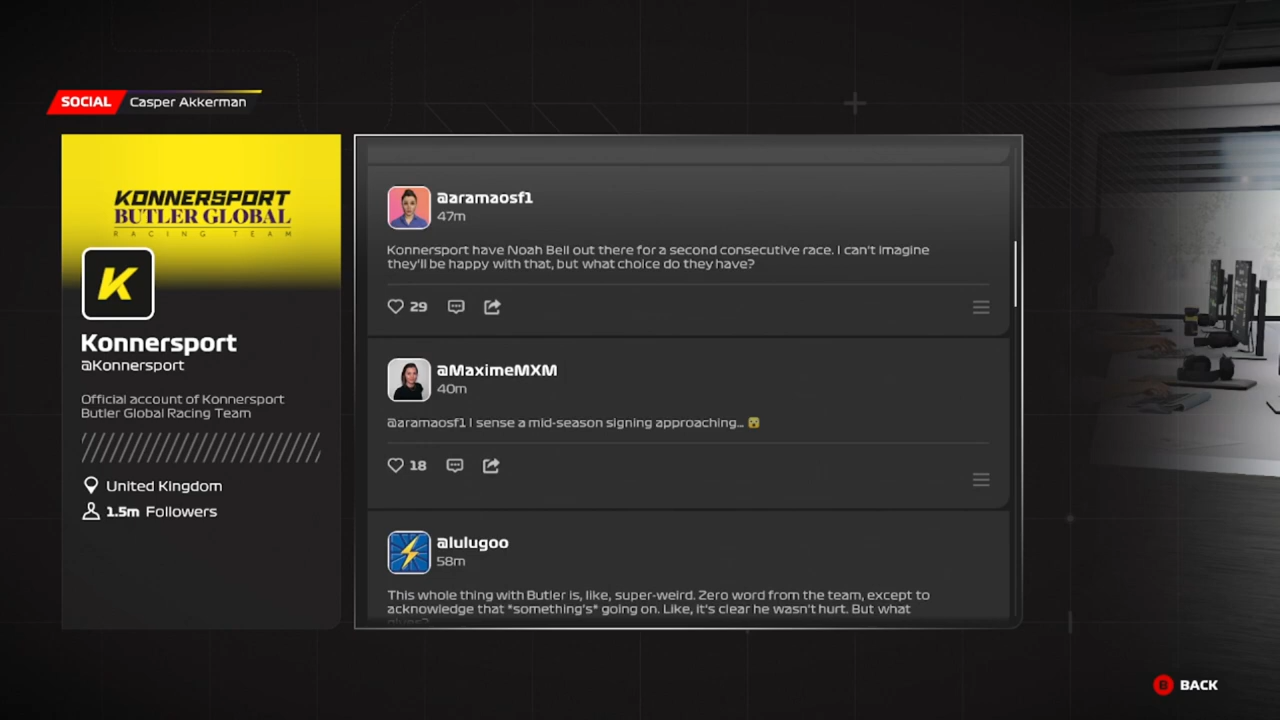 SOCIAL Casper Akkerman
KONNERSPORT
BUTLER GLOBAL
RACING TEAM
K
Konnersport
@Konnersport
Official account of Konnersport
Butler Global Racing Team
United Kingdom
1.5m Followers
@aramaosf1
47m
Konnersport have Noah Bell out there for a second consecutive race. I can't imagine
they'll be happy with that, but what choice do they have?
29
@MaximeMXM
40m
@aramaosf1 I sense a mid-season signing approaching... 😮
18
@lulugoo
58m
This whole thing with Butler is, like, super-weird. Zero word from the team, except to
acknowledge that *something's* going on. Like, it's clear he wasn't hurt. But what
gives?
B BACK